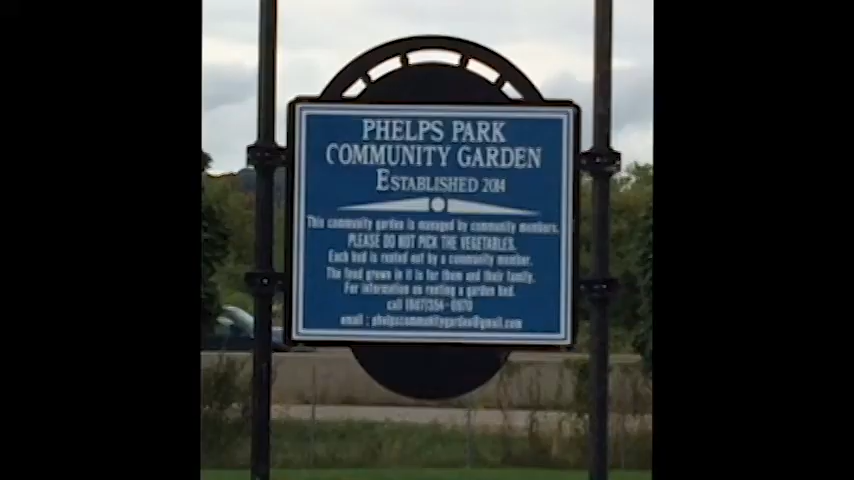 PHELPS PARK
COMMUNITY GARDEN
ESTABLISHED 2014
This community garden is managed by community members.
PLEASE DO NOT PICK THE VEGETABLES.
Each bed is rented out by a community member.
The food grown in it is for them and their family.
For information on renting a garden bed.
call (607)354-
email : phelpscommunitygarden@gmail.com